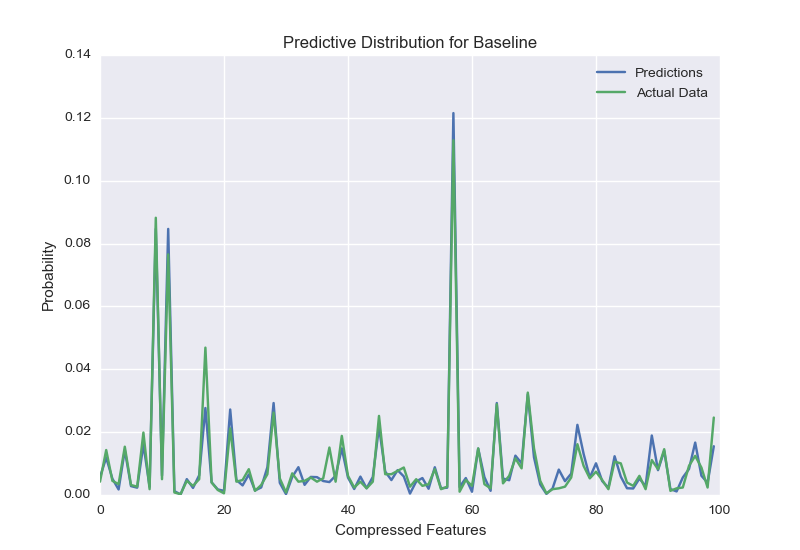 Predictive Distribution for Baseline
Predictions
Actual Data
Probability
0.14
0.12
0.10
0.08
0.06
0.04
0.02
0.00
0
20
40
60
80
100
Compressed Features